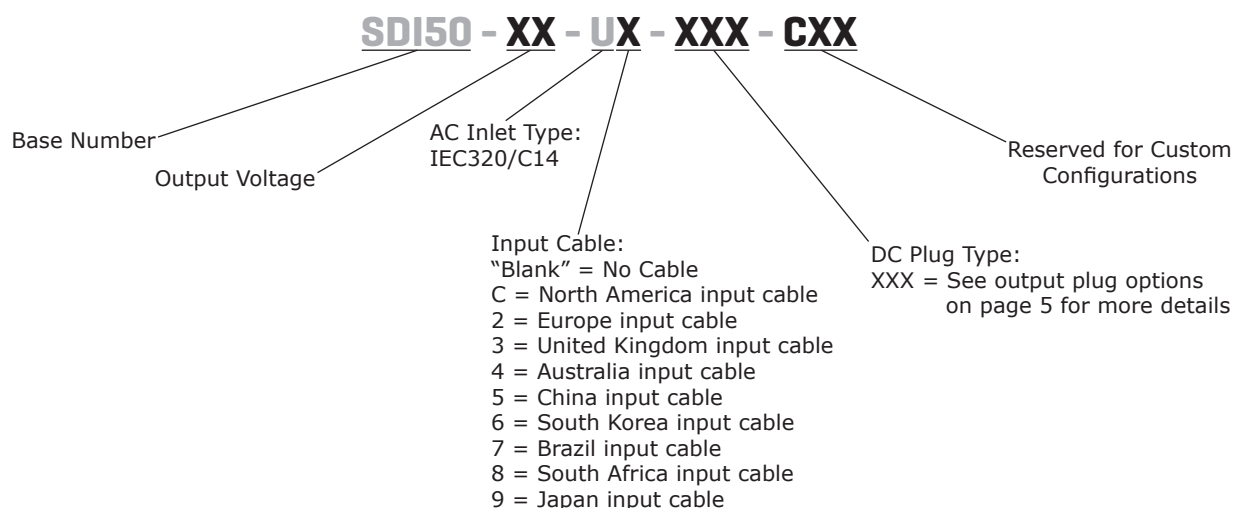 SDI50 - XX - UX - XXX - CXX
Base Number
Output Voltage
AC Inlet Type:
IEC320/C14
Input Cable:
“Blank” = No Cable
C = North America input cable
2 = Europe input cable
3 = United Kingdom input cable
4 = Australia input cable
5 = China input cable
6 = South Korea input cable
7 = Brazil input cable
8 = South Africa input cable
9 = Japan input cable
DC Plug Type:
XXX = See output plug options
on page 5 for more details
Reserved for Custom
Configurations